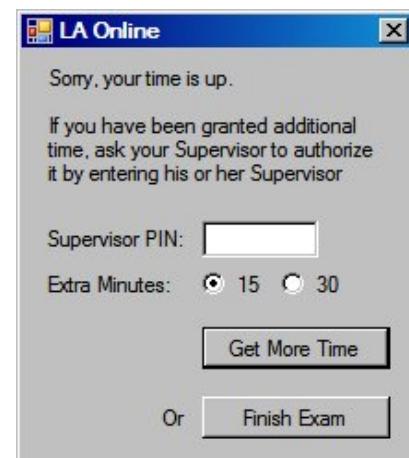 LA Online
Sorry, your time is up.
If you have been granted additional
time, ask your Supervisor to authorize
it by entering his or her Supervisor
Supervisor PIN:
Extra Minutes: 15 30
Get More Time
Or Finish Exam